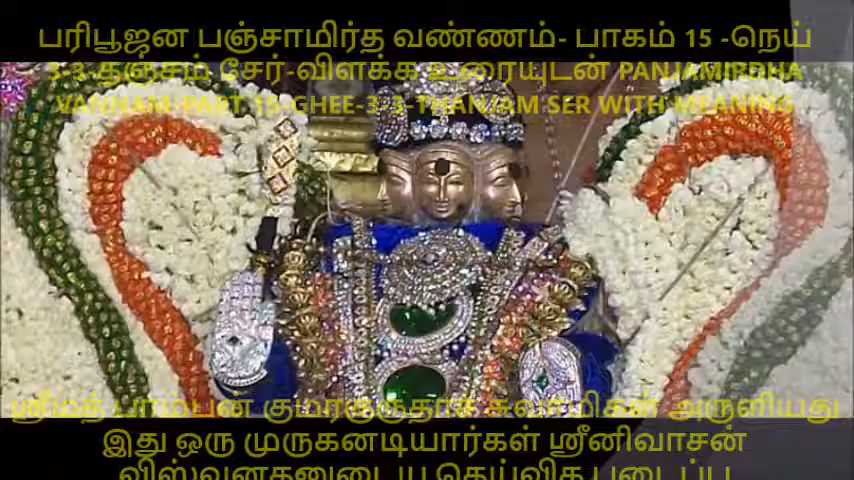 பரிபூஜன பஞ்சாமிர்த வண்ணம்- பாகம் 15 -நெய்
3-3-தஞ்சம் சேர்-விளக்க உரையுடன் PANJAMIRDHA
VANNAM-PART 15-GHEE-3-3-THANJAM SER WITH MEANING
ஸ்ரீமத் பாம்பன் குமரகுருதாச சுவாமிகள் அருளியது
இது ஒரு முருகனடியார்கள் ஸ்ரீனிவாசன்
தெய்விக படைப்பு